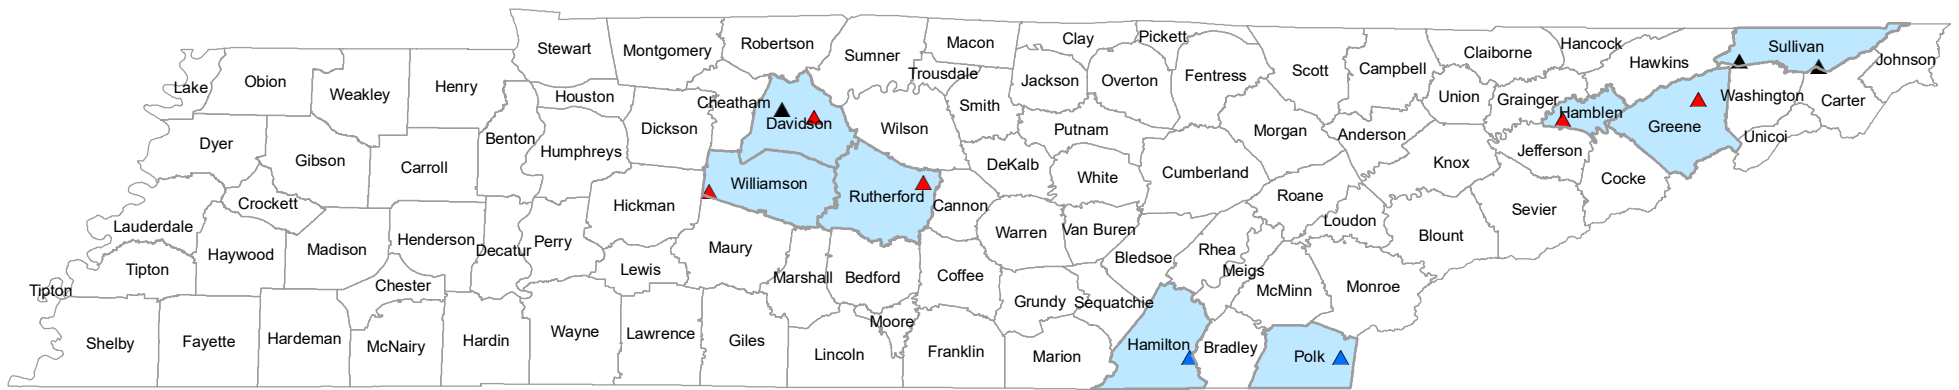 Lake
Obion
Weakley
Henry
Stewart
Montgomery
Robertson
Sumner
Macon
Clay
Pickett
Trousdale
Jackson
Overton
Fentress
Scott
Campbell
Claiborne
Hancock
Hawkins
Sullivan
Johnson
Houston
Cheatham
Davidson
Wilson
Smith
Putnam
Morgan
Anderson
Union
Grainger
Hamblen
Greene
Washington
Carter
Unicoi
Dyer
Gibson
Carroll
Benton
Humphreys
Dickson
Williamson
Rutherford
Cannon
DeKalb
White
Cumberland
Roane
Knox
Jefferson
Cocke
Sevier
Lauderdale
Crockett
Haywood
Madison
Henderson
Decatur
Perry
Hickman
Maury
Lewis
Marshall
Bedford
Coffee
Warren
Van Buren
Bledsoe
Rhea
Meigs
Loudon
Blount
Monroe
McMinn
Tipton
Tipton
Chester
Moore
Grundy
Sequatchie
Shelby
Fayette
Hardeman
McNairy
Hardin
Wayne
Lawrence
Giles
Lincoln
Franklin
Marion
Hamilton
Bradley
Polk